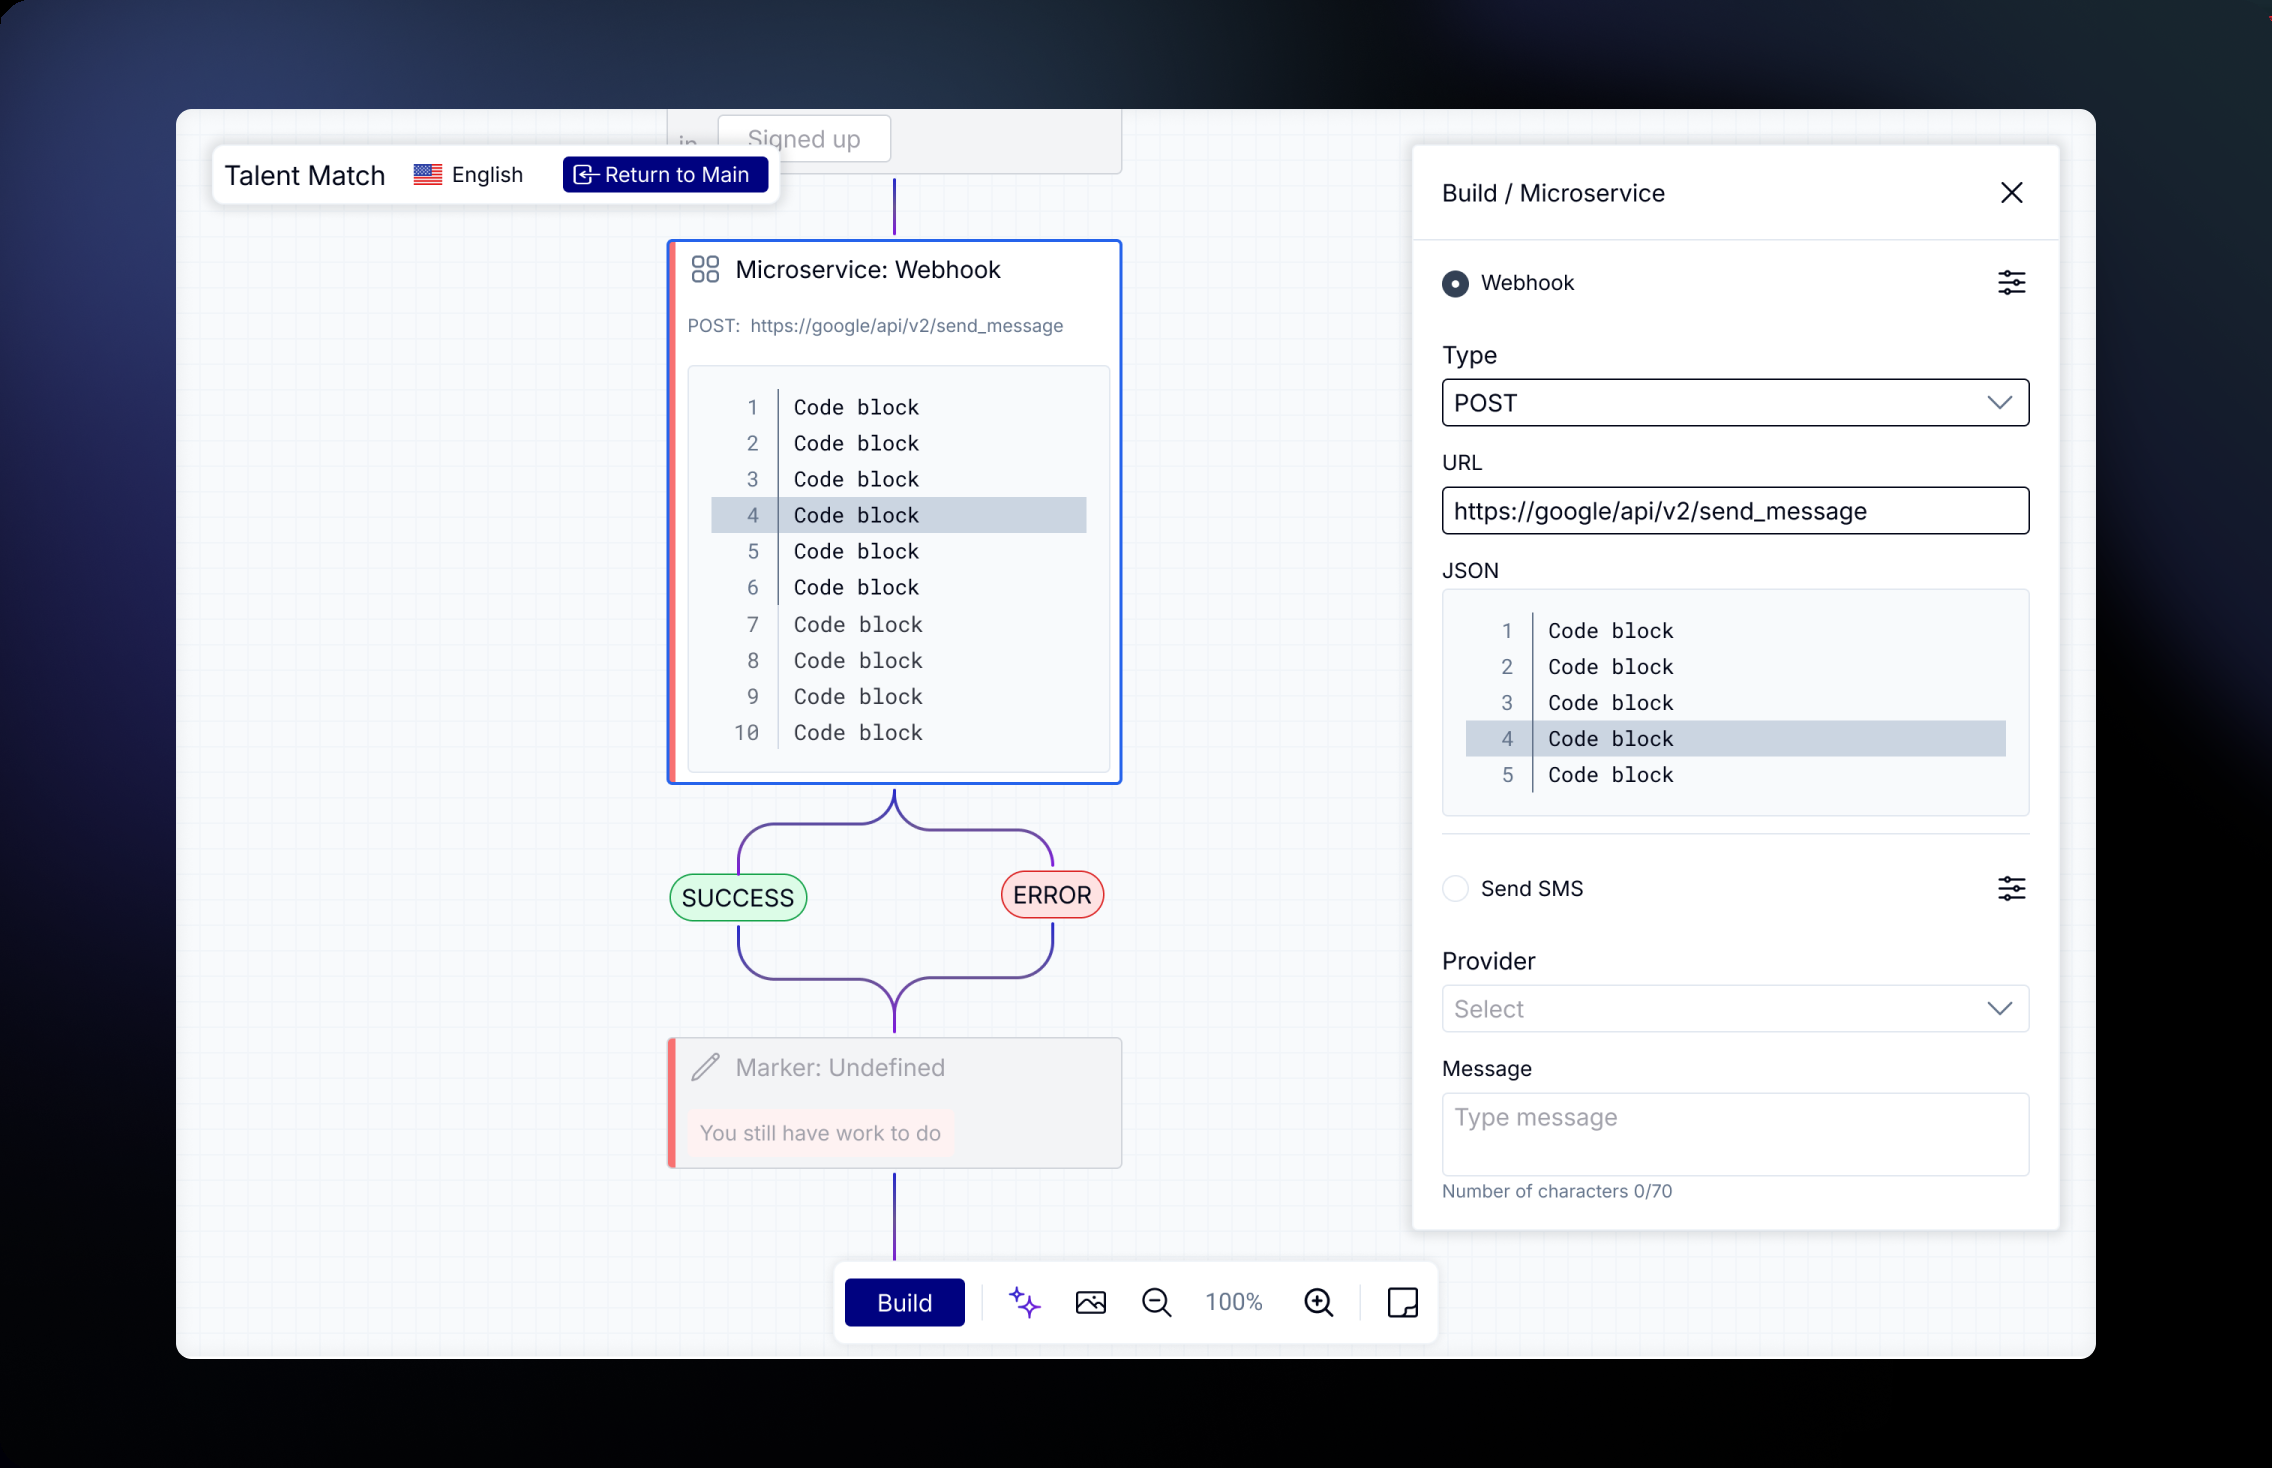 in Signed up
Talent Match English Return to Main
Microservice: Webhook
POST: https://google/api/v2/send_message
1 Code block
2 Code block
3 Code block
4 Code block
5 Code block
6 Code block
7 Code block
8 Code block
9 Code block
10 Code block
SUCCESS
ERROR
Marker: Undefined
You still have work to do
Build 100%
Build / Microservice
Webhook
Type
POST
URL
https://google/api/v2/send_message
JSON
1 Code block
2 Code block
3 Code block
4 Code block
5 Code block
Send SMS
Provider
Select
Message
Type message
Number of characters 0/70